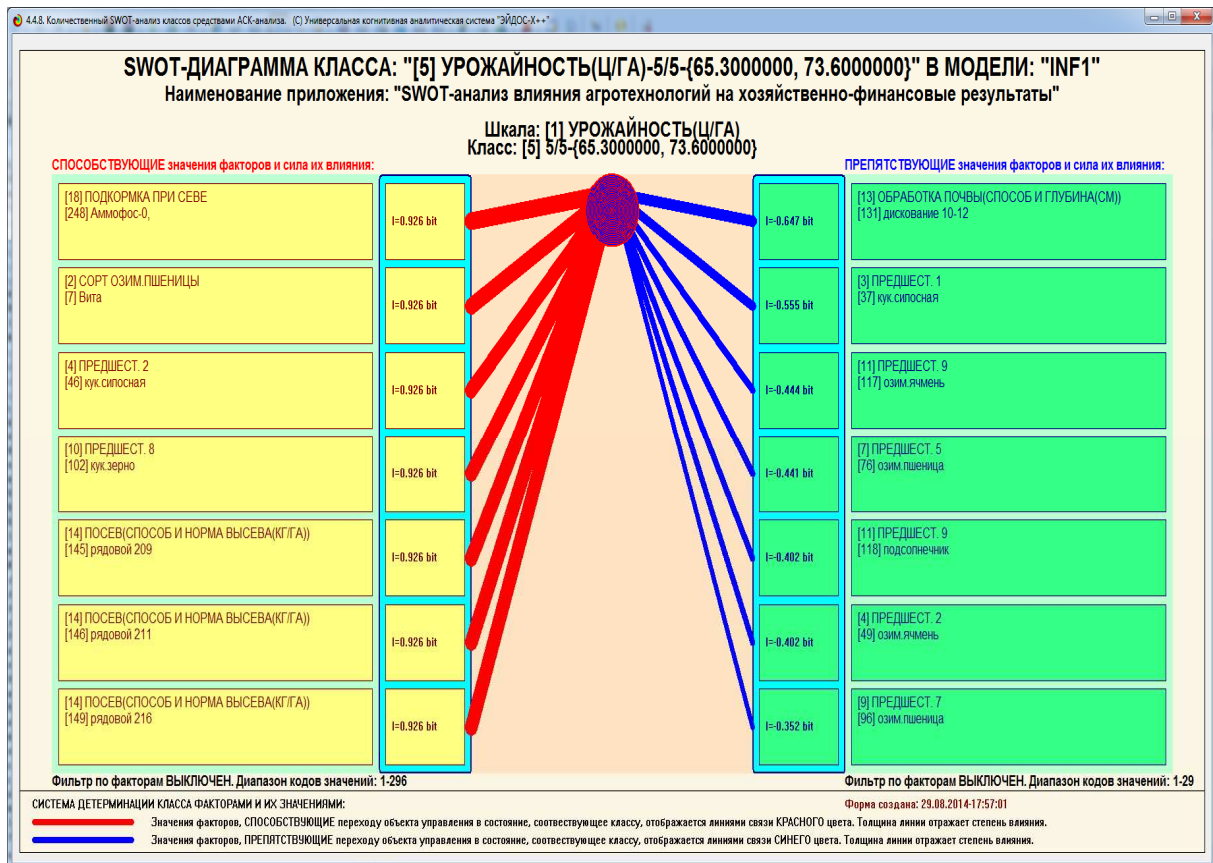 4.4.8. Количественный SWOT-анализ классов средствами АСК-анализа. (C) Универсальная когнитивная аналитическая система "ЭЙДОС-X++"
SWOT-ДИАГРАММА КЛАССА: "[5] УРОЖАЙНОСТЬ(Ц/ГА)-5/5-{65.3000000, 73.6000000}" В МОДЕЛИ: "INF1"
Наименование приложения: "SWOT-анализ влияния агротехнологий на хозяйственно-финансовые результаты"
Шкала: [1] УРОЖАЙНОСТЬ(Ц/ГА)
Класс: [5] 5/5-{65.3000000, 73.6000000}
СПОСОБСТВУЮЩИЕ значения факторов и сила их влияния:
[18] ПОДКОРМКА ПРИ СЕВЕ
[248] Аммофос-0,
I=0.926 bit
[2] СОРТ ОЗИМ.ПШЕНИЦЫ
[7] Вита
I=0.926 bit
[4] ПРЕДШЕСТ. 2
[46] кук.сипосная
I=0.926 bit
[10] ПРЕДШЕСТ. 8
[102] кук.зерно
I=0.926 bit
[14] ПОСЕВ(СПОСОБ И НОРМА ВЫСЕВА(КГ/ГА))
[145] рядовой 209
I=0.926 bit
[14] ПОСЕВ(СПОСОБ И НОРМА ВЫСЕВА(КГ/ГА))
[146] рядовой 211
I=0.926 bit
[14] ПОСЕВ(СПОСОБ И НОРМА ВЫСЕВА(КГ/ГА))
[149] рядовой 216
I=0.926 bit
Фильтр по факторам ВЫКЛЮЧЕН. Диапазон кодов значений: 1-296
ПРЕПЯТСТВУЮЩИЕ значения факторов и сила их влияния:
I=-0.647 bit
[13] ОБРАБОТКА ПОЧВЫ(СПОСОБ И ГЛУБИНА(СМ))
[131] дискование 10-12
I=-0.555 bit
[3] ПРЕДШЕСТ. 1
[37] кук.сипосная
I=-0.444 bit
[11] ПРЕДШЕСТ. 9
[117] озим.ячмень
I=-0.441 bit
[7] ПРЕДШЕСТ. 5
[76] озим.пшеница
I=-0.402 bit
[11] ПРЕДШЕСТ. 9
[118] подсолнечник
I=-0.402 bit
[4] ПРЕДШЕСТ. 2
[49] озим.ячмень
I=-0.352 bit
[9] ПРЕДШЕСТ. 7
[96] озим.пшеница
Фильтр по факторам ВЫКЛЮЧЕН. Диапазон кодов значений: 1-29
СИСТЕМА ДЕТЕРМИНАЦИИ КЛАССА ФАКТОРАМИ И ИХ ЗНАЧЕНИЯМИ:
Форма создана: 29.08.2014-17:57:01
Значения факторов, СПОСОБСТВУЮЩИЕ переходу объекта управления в состояние, соотвествующее классу, отображается линиями связи КРАСНОГО цвета. Толщина линии отражает степень влияния.
Значения факторов, ПРЕПЯТСТВУЮЩИЕ переходу объекта управления в состояние, соотвествующее классу, отображается линиями связи СИНЕГО цвета. Толщина линии отражает степень влияния.